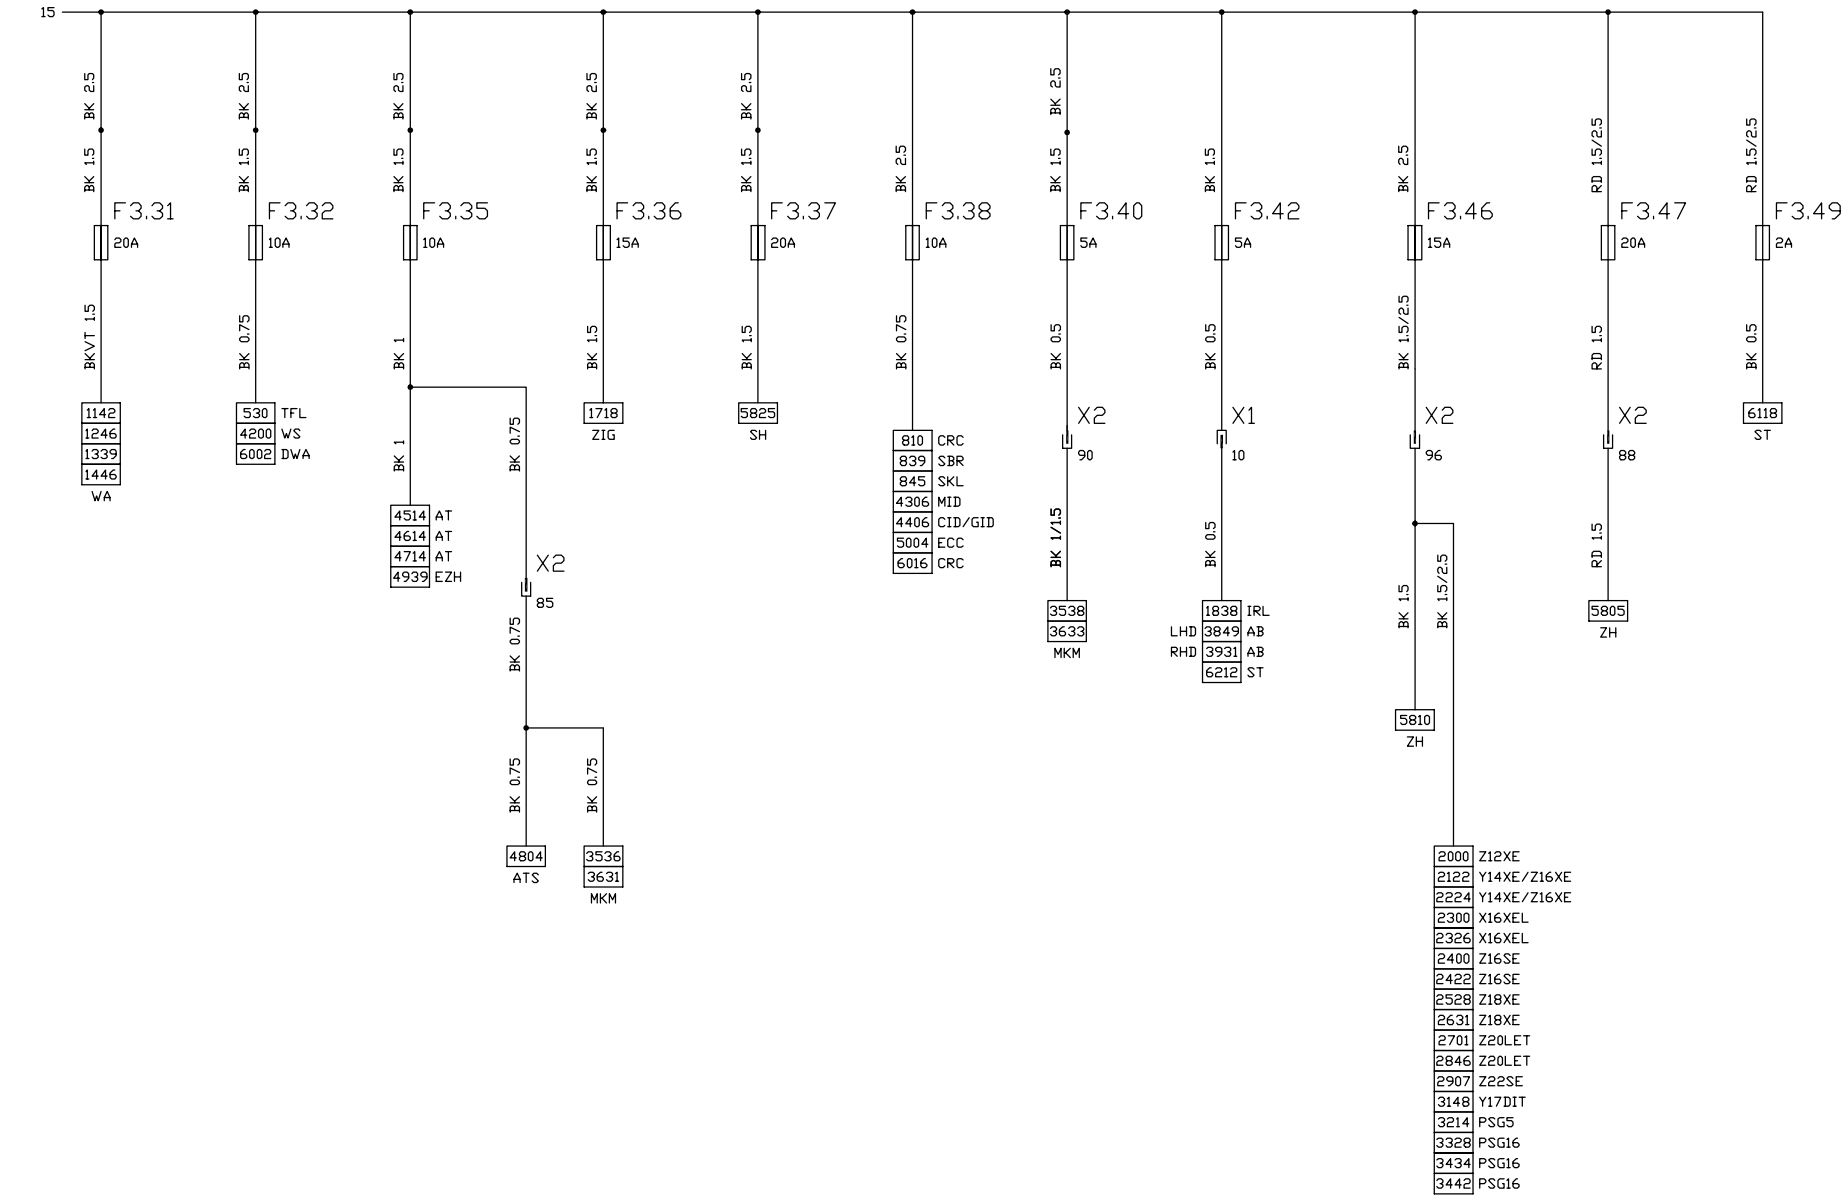 15
BK 2.5 BK 2.5 BK 2.5 BK 2.5 BK 2.5 BK 2.5
BK 1.5 BK 1.5 BK 1.5 BK 1.5 BK 1.5 BK 2.5 BK 1.5 BK 1.5 BK 2.5 RD 1.5/2.5 RD 1.5/2.5
F3.31 F3.32 F3.35 F3.36 F3.37 F3.38 F3.40 F3.42 F3.46 F3.47 F3.49
20A 10A 10A 15A 20A 10A 5A 5A 15A 20A 2A
BKVT 1.5 BK 0.75 BK 1 BK 1.5 BK 1.5 BK 0.75 BK 0.5 BK 0.5 BK 1.5/2.5 RD 1.5 BK 0.5
1142
1246
1339
1446
WA
530 TFL
4200 WS
6002 DWA
BK 1
BK 0.75
4514 AT
4614 AT
4714 AT
4939 EZH
X2
85
BK 0.75
BK 0.75
BK 0.75
4804
ATS
3536
3631
MKM
1718
ZIG
5825
SH
810 CRC
839 SBR
845 SKL
4306 MID
4406 CID/GID
5004 ECC
6016 CRC
X2
90
BK 1/1.5
3538
3633
MKM
X1
10
BK 0.5
1838 IRL
LHD 3849 AB
RHD 3931 AB
6212 ST
X2
96
BK 1.5
BK 1.5/2.5
5810
ZH
2000 Z12XE
2122 Y14XE/Z16XE
2224 Y14XE/Z16XE
2300 X16XEL
2326 X16XEL
2400 Z16SE
2422 Z16SE
2528 Z18XE
2631 Z18XE
2701 Z20LET
2846 Z20LET
2907 Z22SE
3148 Y17DIT
3214 PSG5
3328 PSG16
3434 PSG16
3442 PSG16
X2
88
RD 1.5
5805
ZH
6118
ST